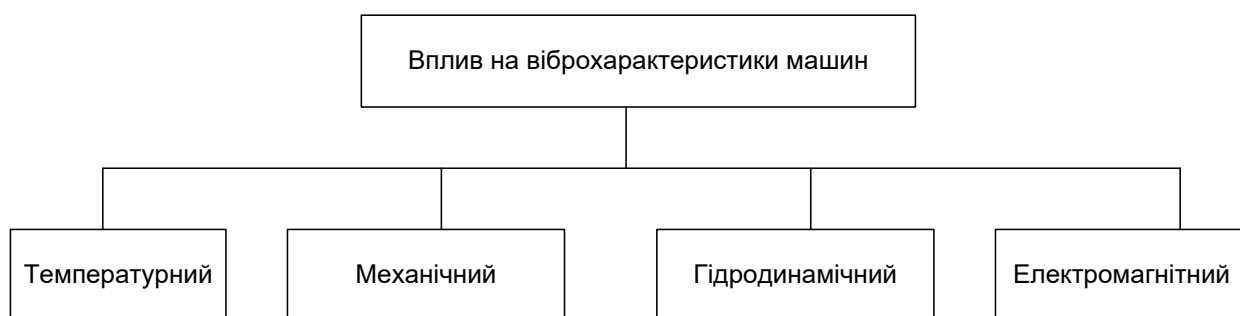 Вплив на віброхарактеристики машин
Температурний
Механічний
Гідродинамічний
Електромагнітний